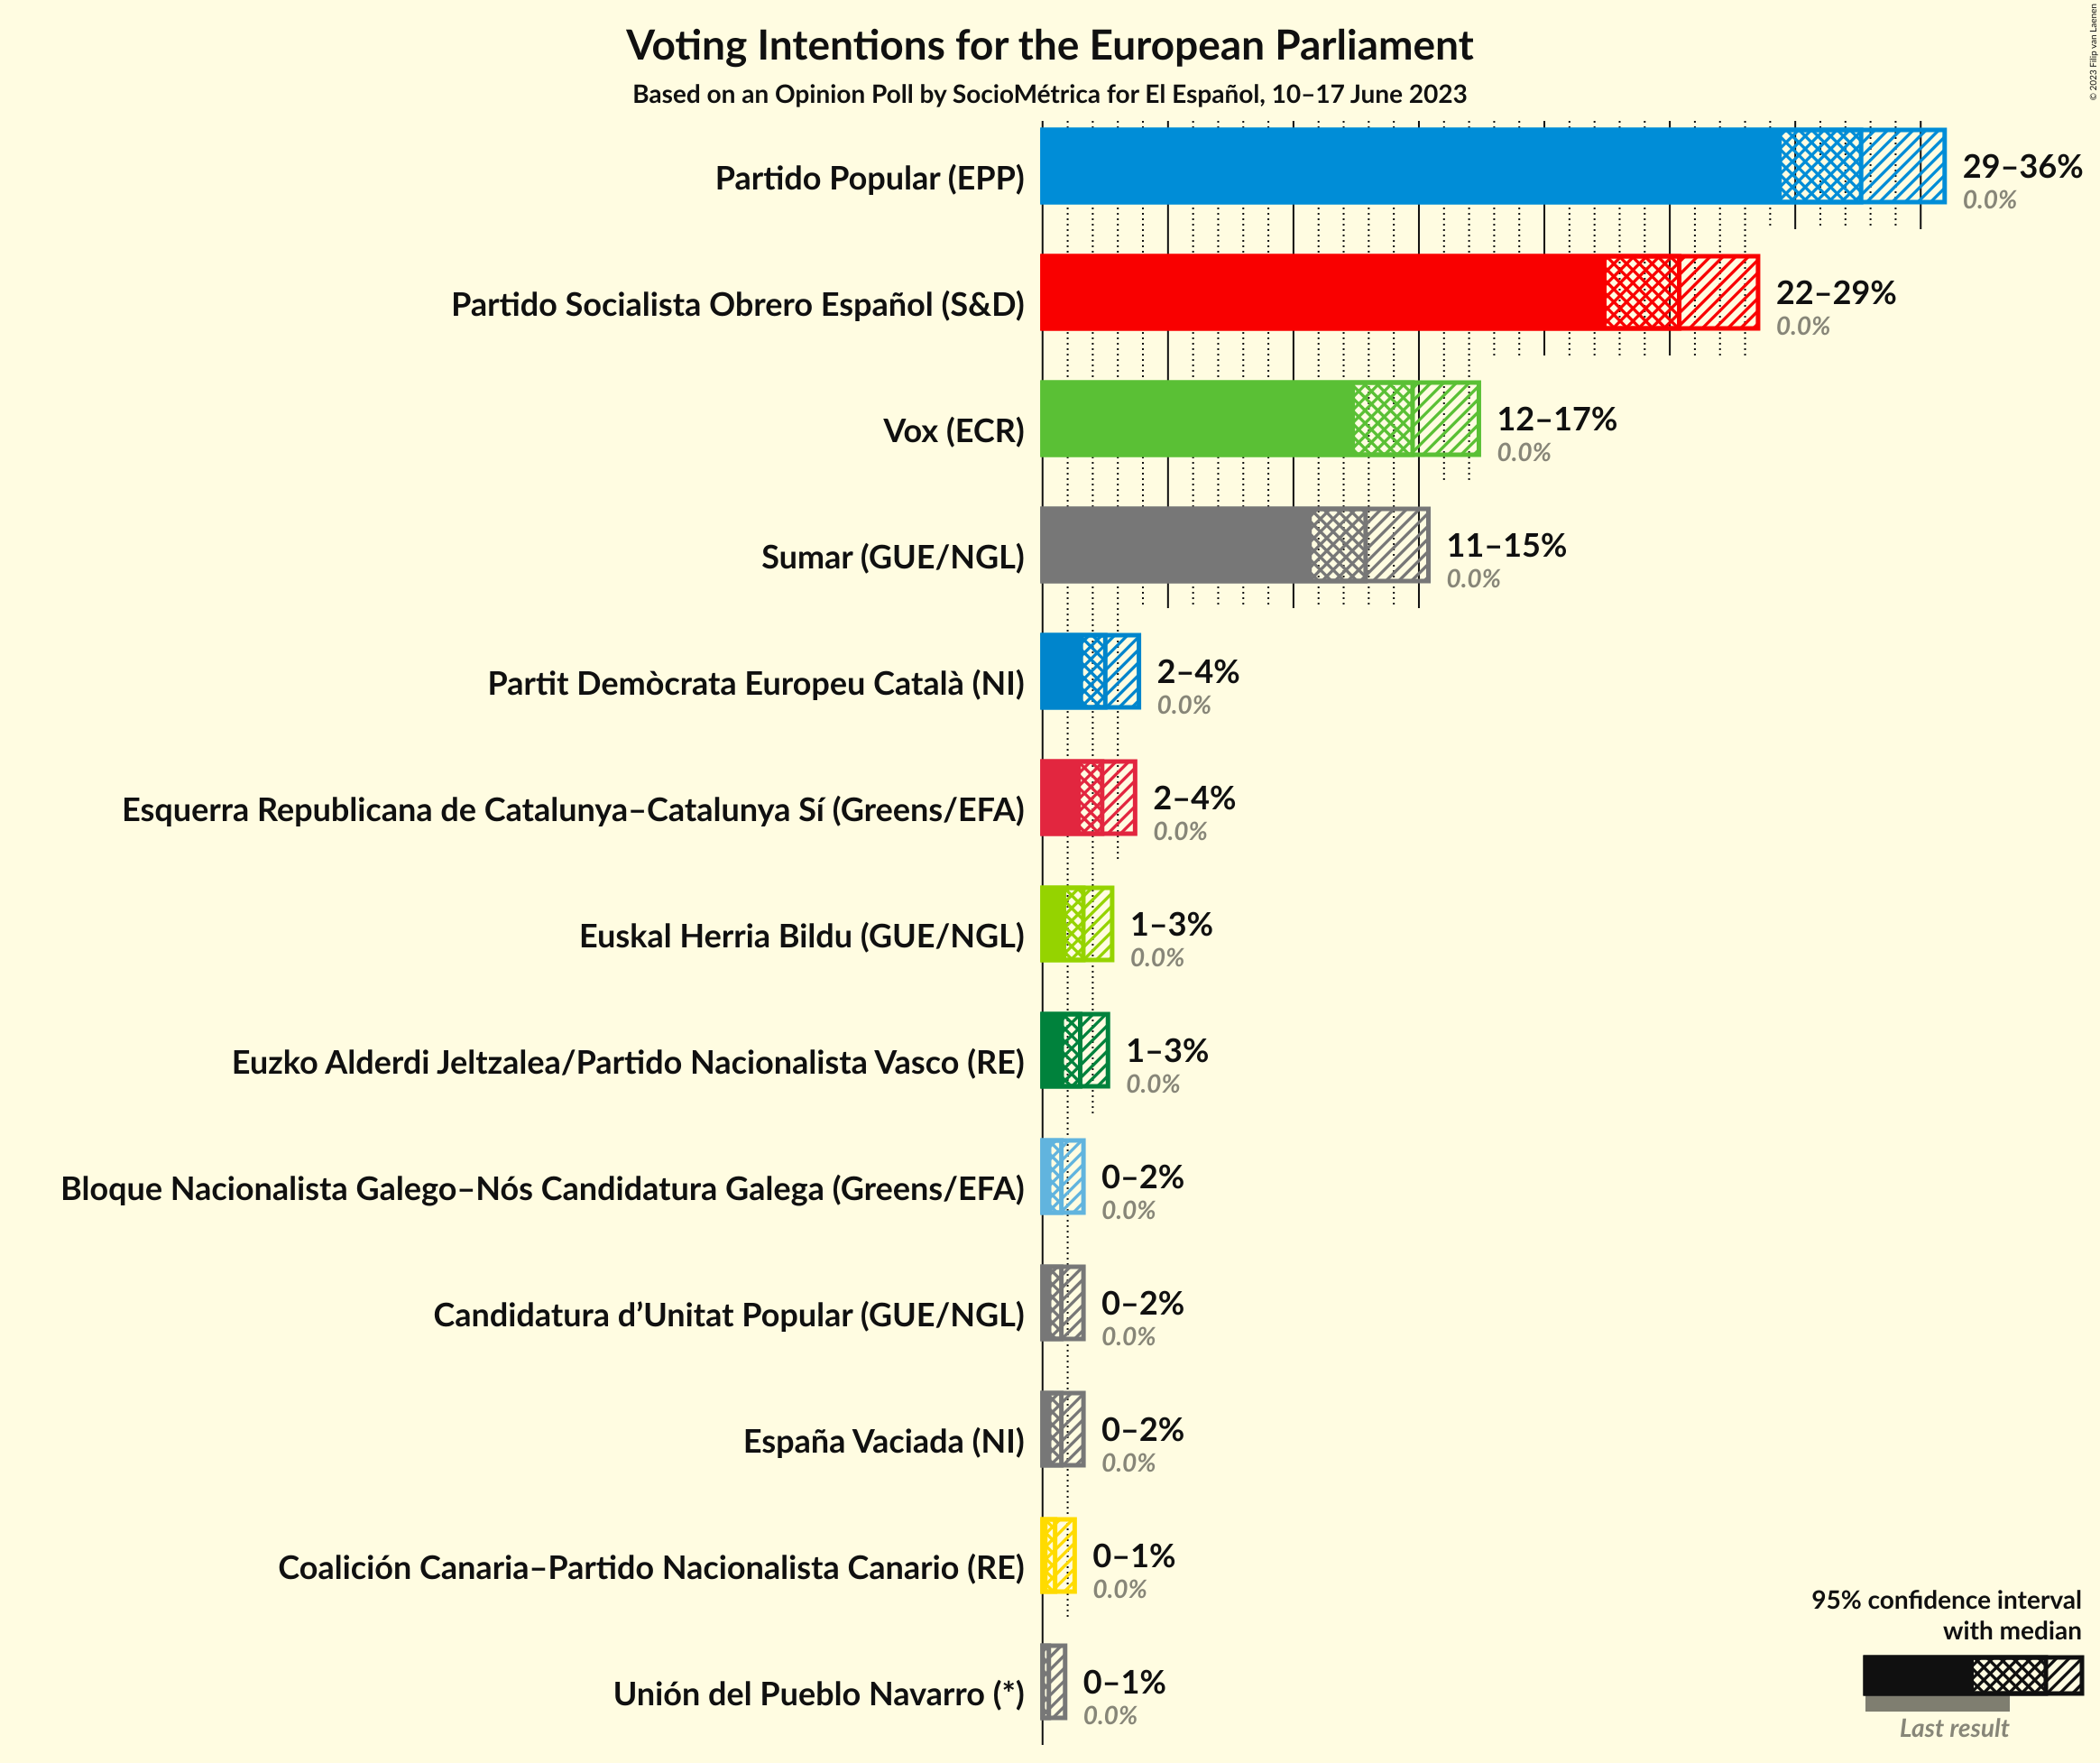 Voting Intentions for the European Parliament
Based on an Opinion Poll by SocioMétrica for El Español, 10–17 June 2023
© 2023 Filip van Laenen
Partido Popular (EPP)
29–36%
0.0%
Partido Socialista Obrero Español (S&D)
22–29%
0.0%
Vox (ECR)
12–17%
0.0%
Sumar (GUE/NGL)
11–15%
0.0%
Partit Demòcrata Europeu Català (NI)
2–4%
0.0%
Esquerra Republicana de Catalunya–Catalunya Sí (Greens/EFA)
2–4%
0.0%
Euskal Herria Bildu (GUE/NGL)
1–3%
0.0%
Euzko Alderdi Jeltzalea/Partido Nacionalista Vasco (RE)
1–3%
0.0%
Bloque Nacionalista Galego–Nós Candidatura Galega (Greens/EFA)
0–2%
0.0%
Candidatura d’Unitat Popular (GUE/NGL)
0–2%
0.0%
España Vaciada (NI)
0–2%
0.0%
Coalición Canaria–Partido Nacionalista Canario (RE)
0–1%
0.0%
Unión del Pueblo Navarro (*)
0–1%
0.0%
95% confidence interval
with median
Last result